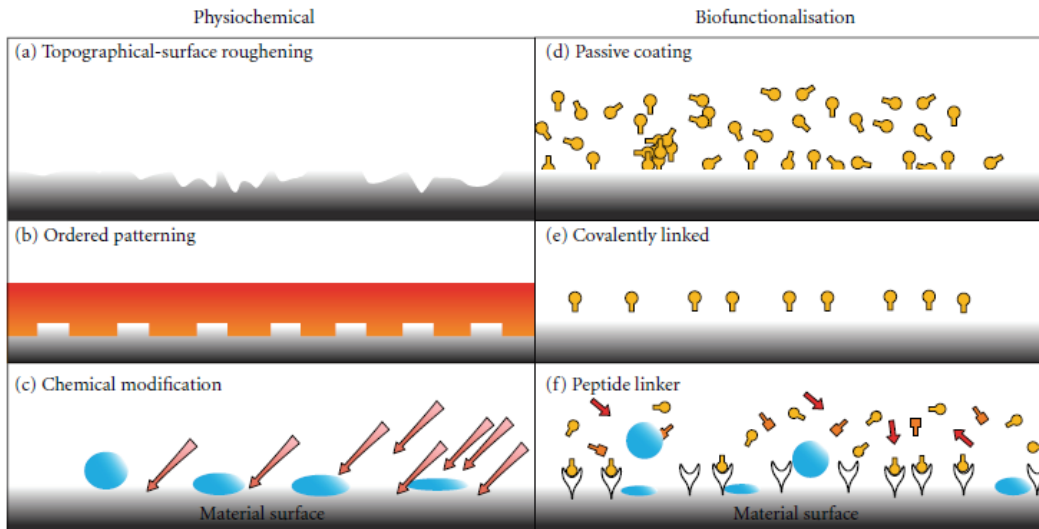 Physiochemical
Biofunctionalisation
(a) Topographical-surface roughening
(d) Passive coating
(b) Ordered patterning
(e) Covalently linked
(c) Chemical modification
(f) Peptide linker
Material surface
Material surface